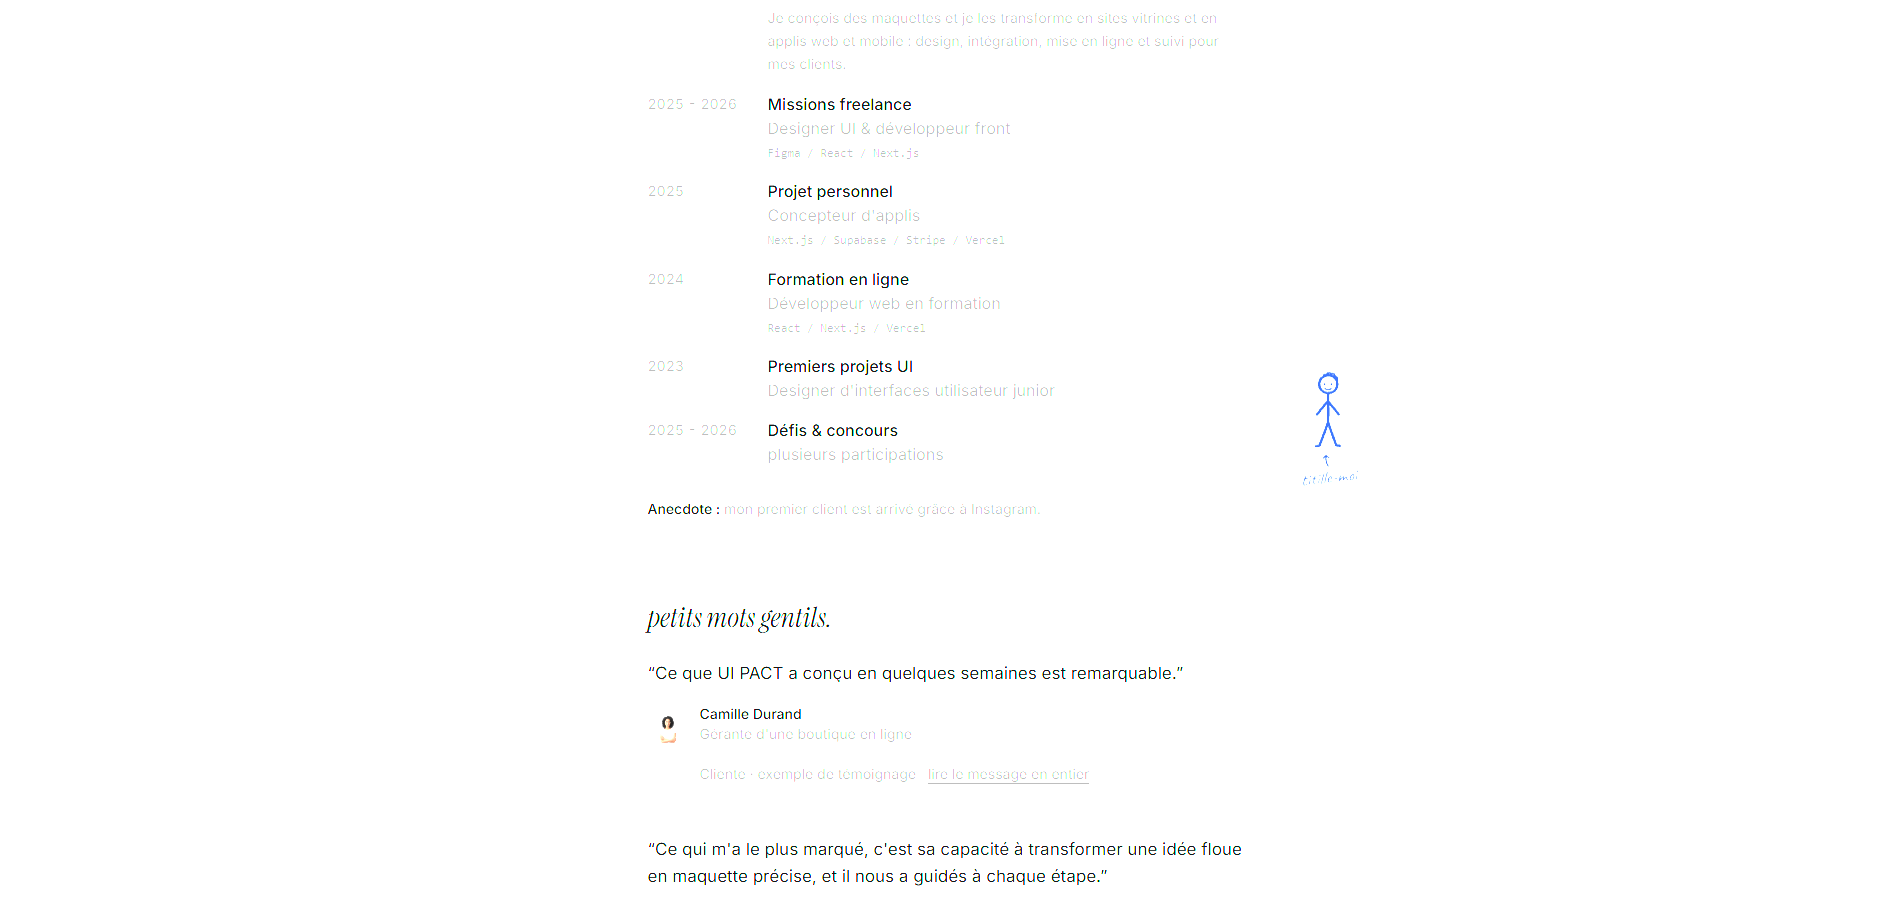 Je conçois des maquettes et je les transforme en sites vitrines et en
applis web et mobile : design, intégration, mise en ligne et suivi pour
mes clients.
2025 - 2026 Missions freelance
Designer UI & développeur front
Figma / React / Next.js
2025 Projet personnel
Concepteur d'applis
Next.js / Supabase / Stripe / Vercel
2024 Formation en ligne
Développeur web en formation
React / Next.js / Vercel
2023 Premiers projets UI
Designer d'interfaces utilisateur junior
2025 - 2026 Défis & concours
plusieurs participations
titille-moi
Anecdote : mon premier client est arrivé grâce à Instagram.
petits mots gentils.
“Ce que UI PACT a conçu en quelques semaines est remarquable.”
Camille Durand
Gérante d'une boutique en ligne
Cliente · exemple de témoignage lire le message en entier
“Ce qui m'a le plus marqué, c'est sa capacité à transformer une idée floue
en maquette précise, et il nous a guidés à chaque étape.”